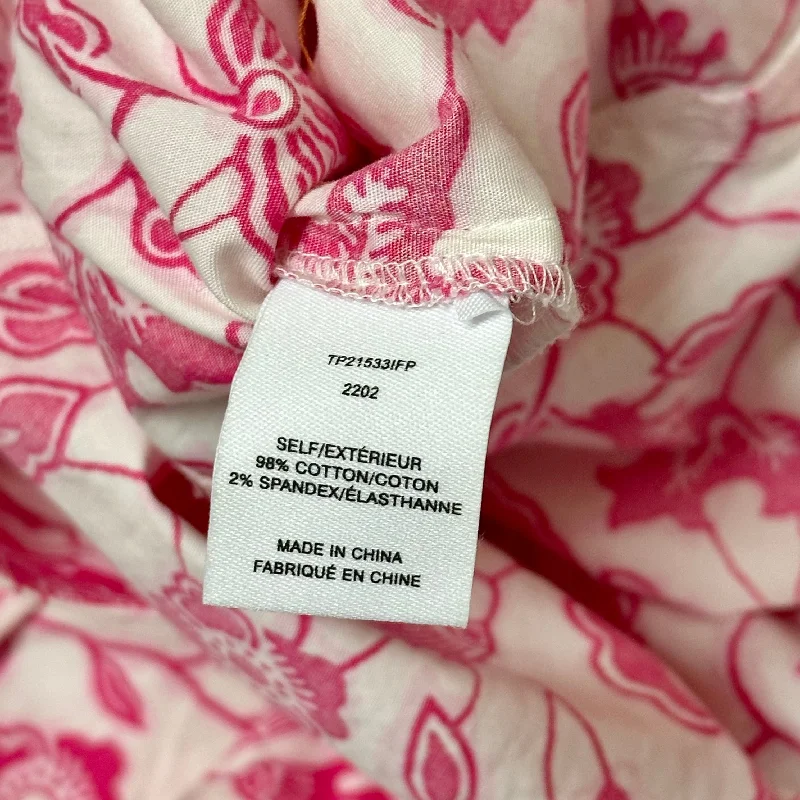 TP21533IFP
2202
SELF/EXTÉRIEUR
98% COTTON/COTON
2% SPANDEX/ÉLASTHANNE
MADE IN CHINA
FABRIQUÉ EN CHINE